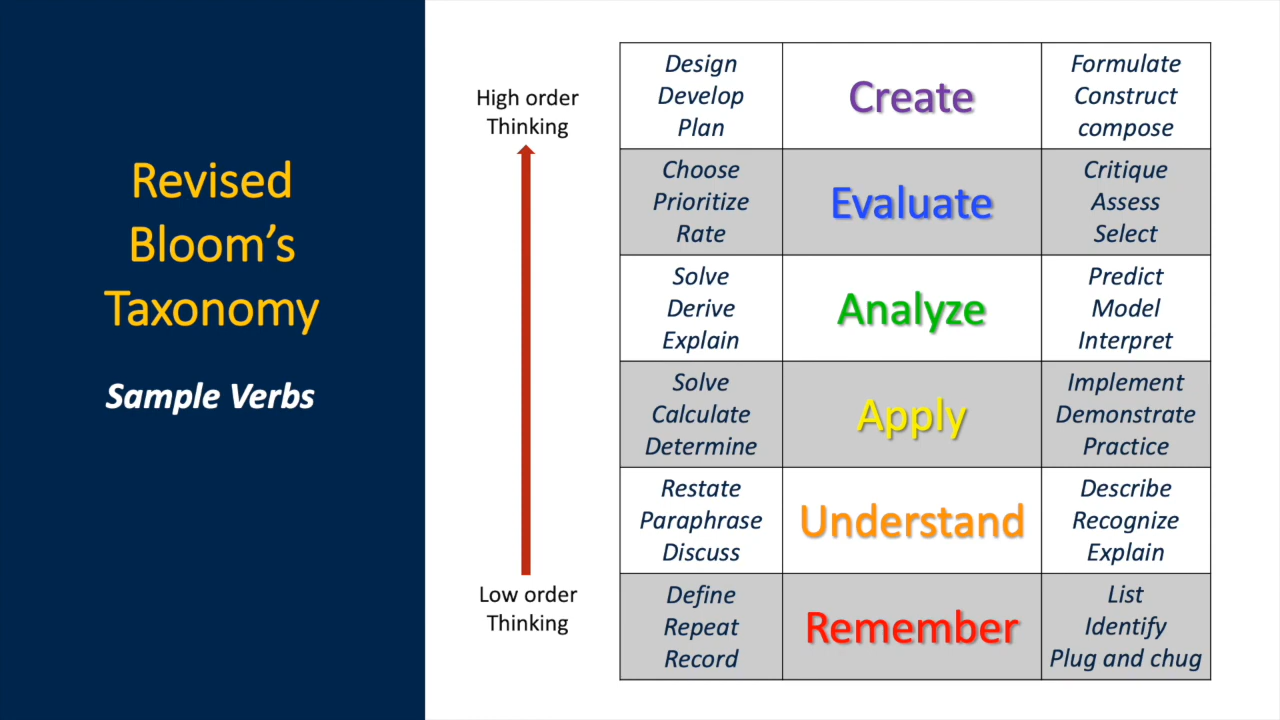 Revised
Bloom's
Taxonomy
Sample Verbs
High order
Thinking
Low order
Thinking
Design
Develop
Plan
Create
Formulate
Construct
compose
Choose
Prioritize
Rate
Evaluate
Critique
Assess
Select
Solve
Derive
Explain
Analyze
Predict
Model
Interpret
Solve
Calculate
Determine
Apply
Implement
Demonstrate
Practice
Restate
Paraphrase
Discuss
Understand
Describe
Recognize
Explain
Define
Repeat
Record
Remember
List
Identify
Plug and chug